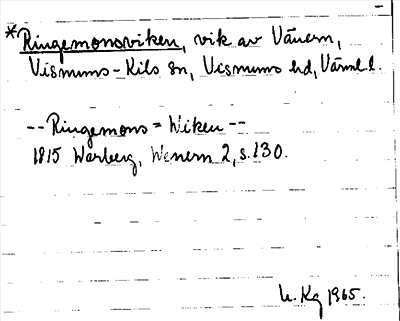 *Ringemonsviken, vik av Vänern,
Visnums-Kils sn, Visnums hd, Värml l.
-- Ringemons = Wiken --
1815 Warberg, Wenern 2, s. 130.
U. Kg 1965.